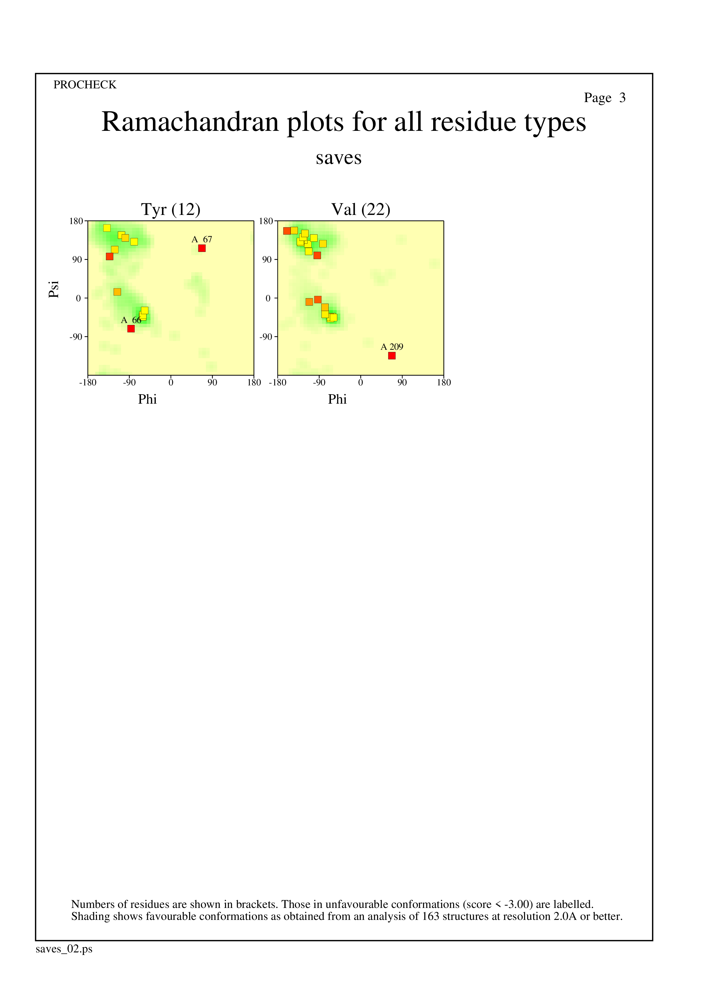 PROCHECK
Page 3
Ramachandran plots for all residue types
saves
Tyr (12)
180
90
0
-90
Psi
A 67
A 66
-180 -90 0 90 180
Phi
Val (22)
180
90
0
-90
A 209
-180 -90 0 90 180
Phi
Numbers of residues are shown in brackets. Those in unfavourable conformations (score < -3.00) are labelled.
Shading shows favourable conformations as obtained from an analysis of 163 structures at resolution 2.0A or better.
saves_02.ps